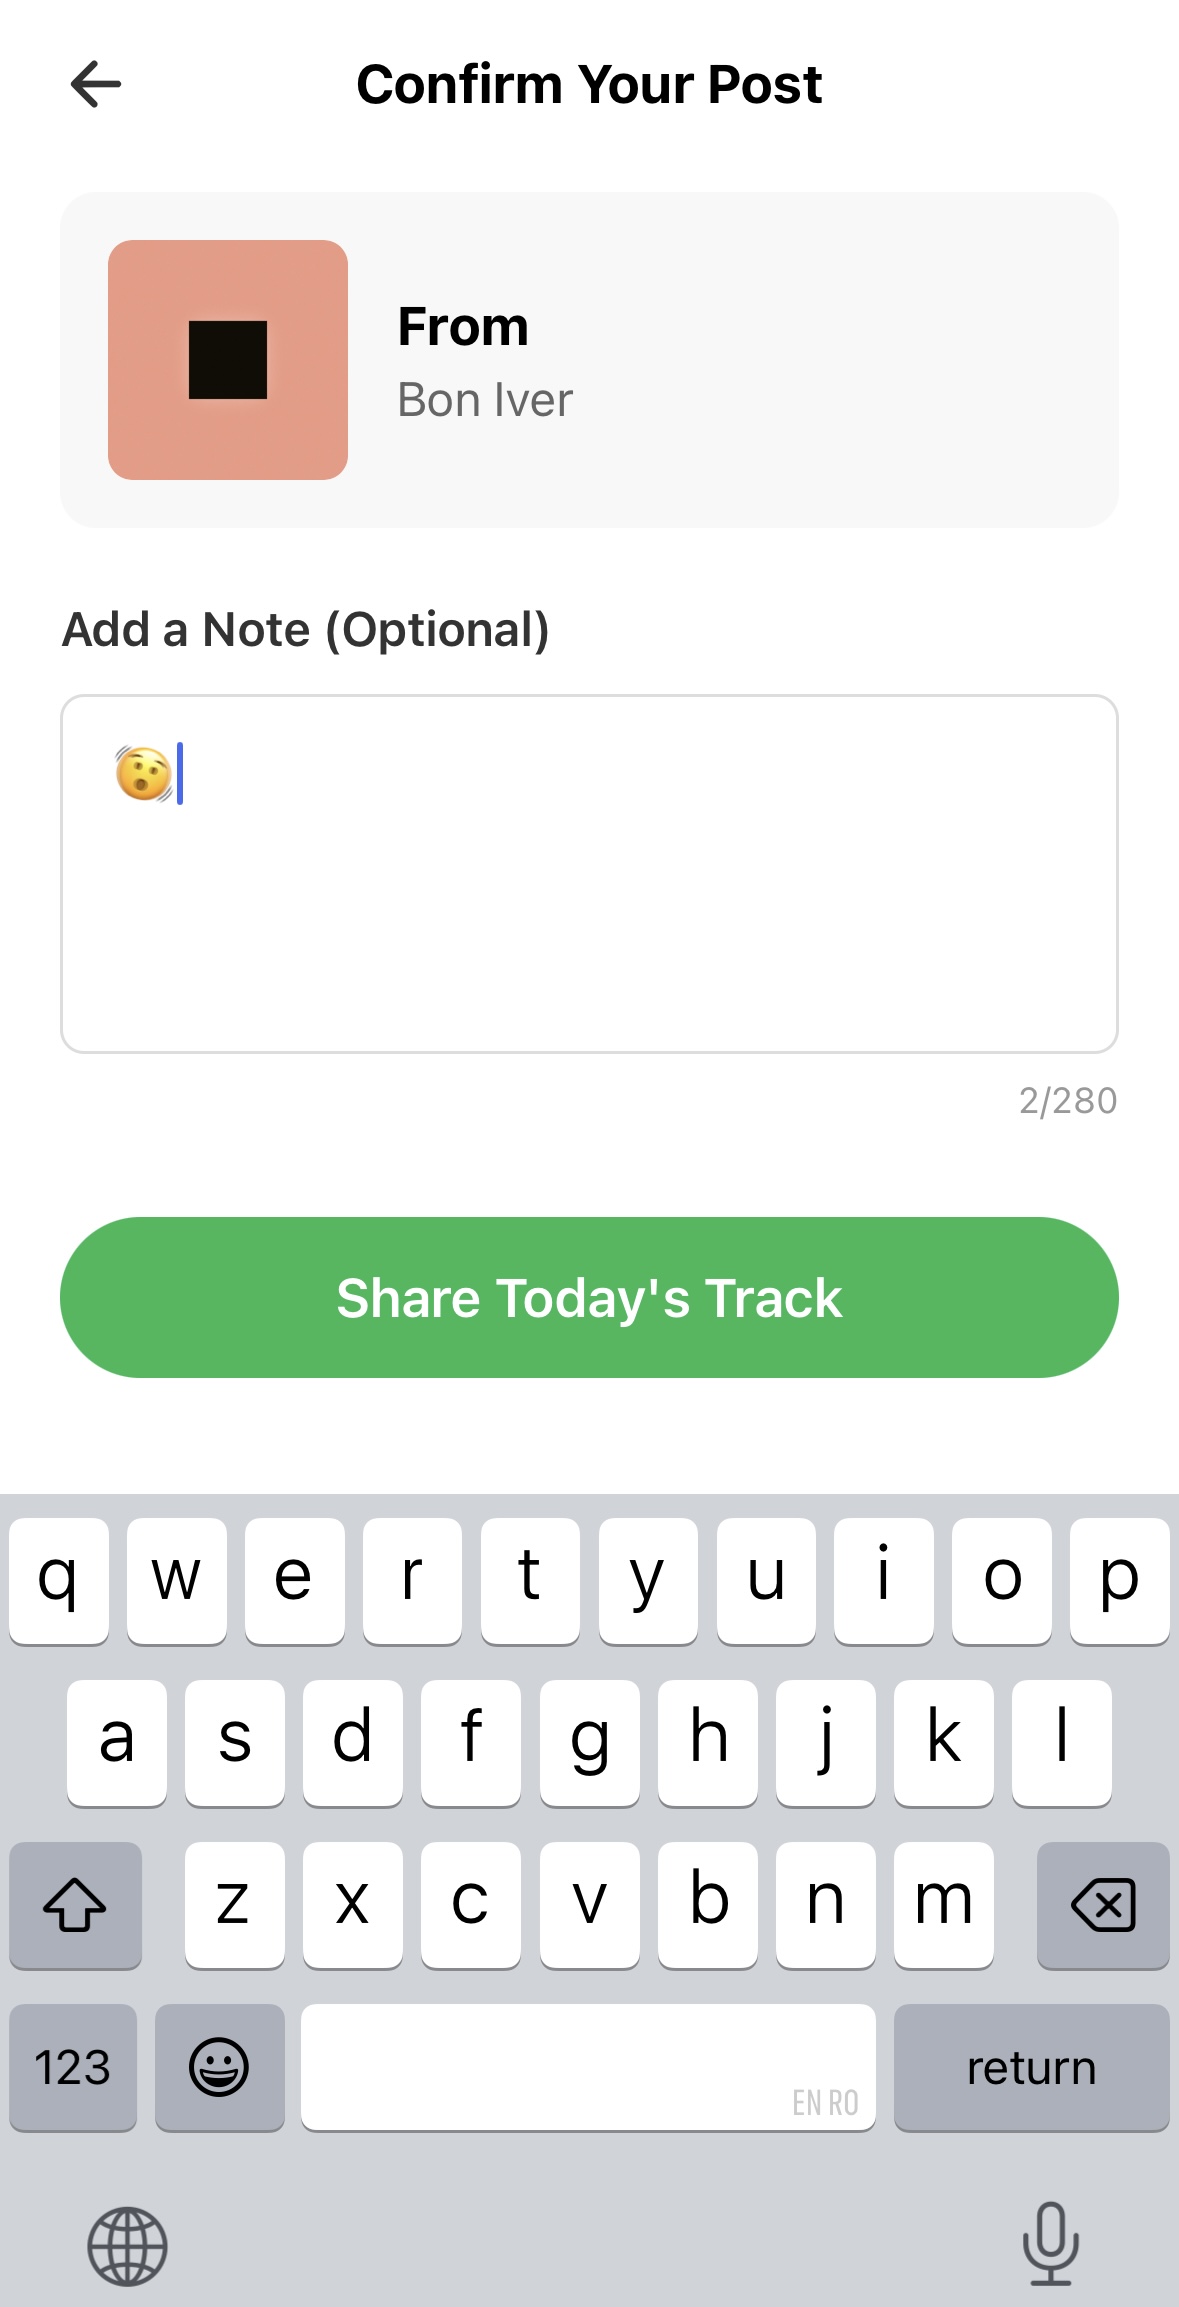 Confirm Your Post
From
Bon Iver
Add a Note (Optional)
🫨
2/280
Share Today's Track
q w e r t y u i o p
a s d f g h j k l
z x c v b n m
123
EN RO
return